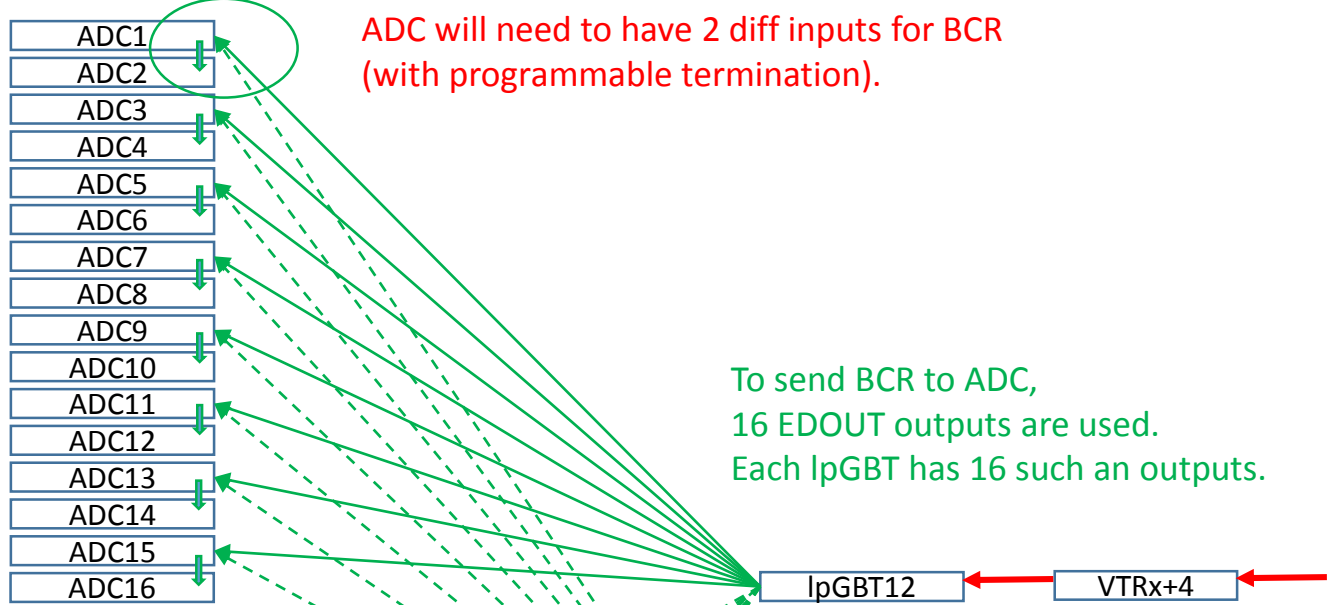 ADC will need to have 2 diff inputs for BCR
(with programmable termination).
ADC1
ADC2
ADC3
ADC4
ADC5
ADC6
ADC7
ADC8
ADC9
ADC10
ADC11
ADC12
ADC13
ADC14
ADC15
ADC16
To send BCR to ADC,
16 EDOUT outputs are used.
Each lpGBT has 16 such an outputs.
lpGBT12
VTRx+4